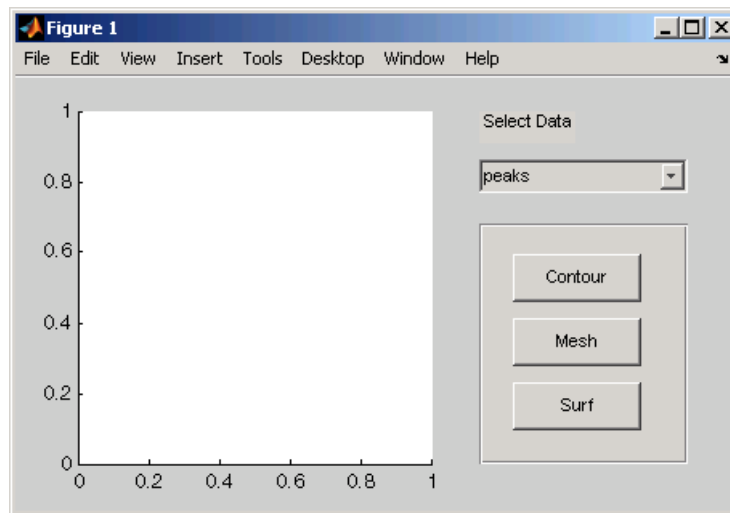 Figure 1
File Edit View Insert Tools Desktop Window Help
1
0.8
0.6
0.4
0.2
0
0 0.2 0.4 0.6 0.8 1
Select Data
peaks
Contour
Mesh
Surf